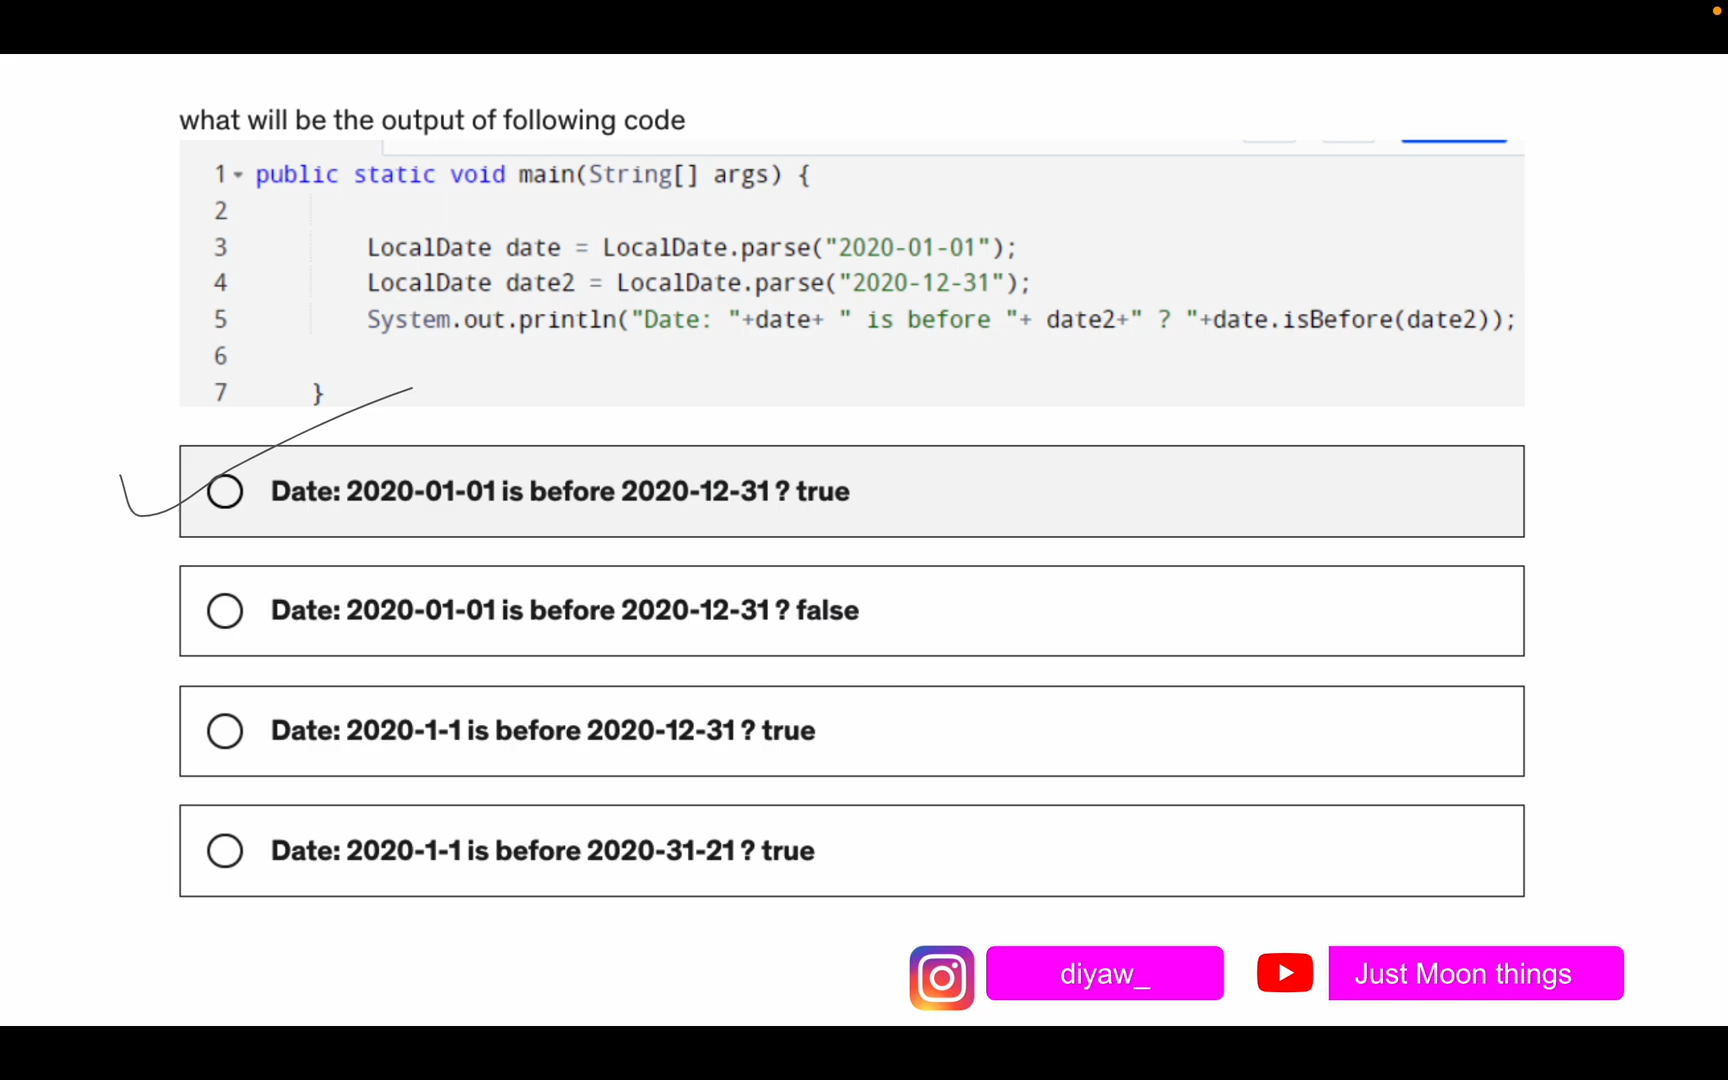 what will be the output of following code
1 public static void main(String[] args) {
2
3 LocalDate date = LocalDate.parse("2020-01-01");
4 LocalDate date2 = LocalDate.parse("2020-12-31");
5 System.out.println("Date: "+date+ " is before "+ date2+" ? "+date.isBefore(date2));
6
7 }
Date: 2020-01-01 is before 2020-12-31 ? true
Date: 2020-01-01 is before 2020-12-31 ? false
Date: 2020-1-1 is before 2020-12-31 ? true
Date: 2020-1-1 is before 2020-31-21 ? true
diyaw_
Just Moon things